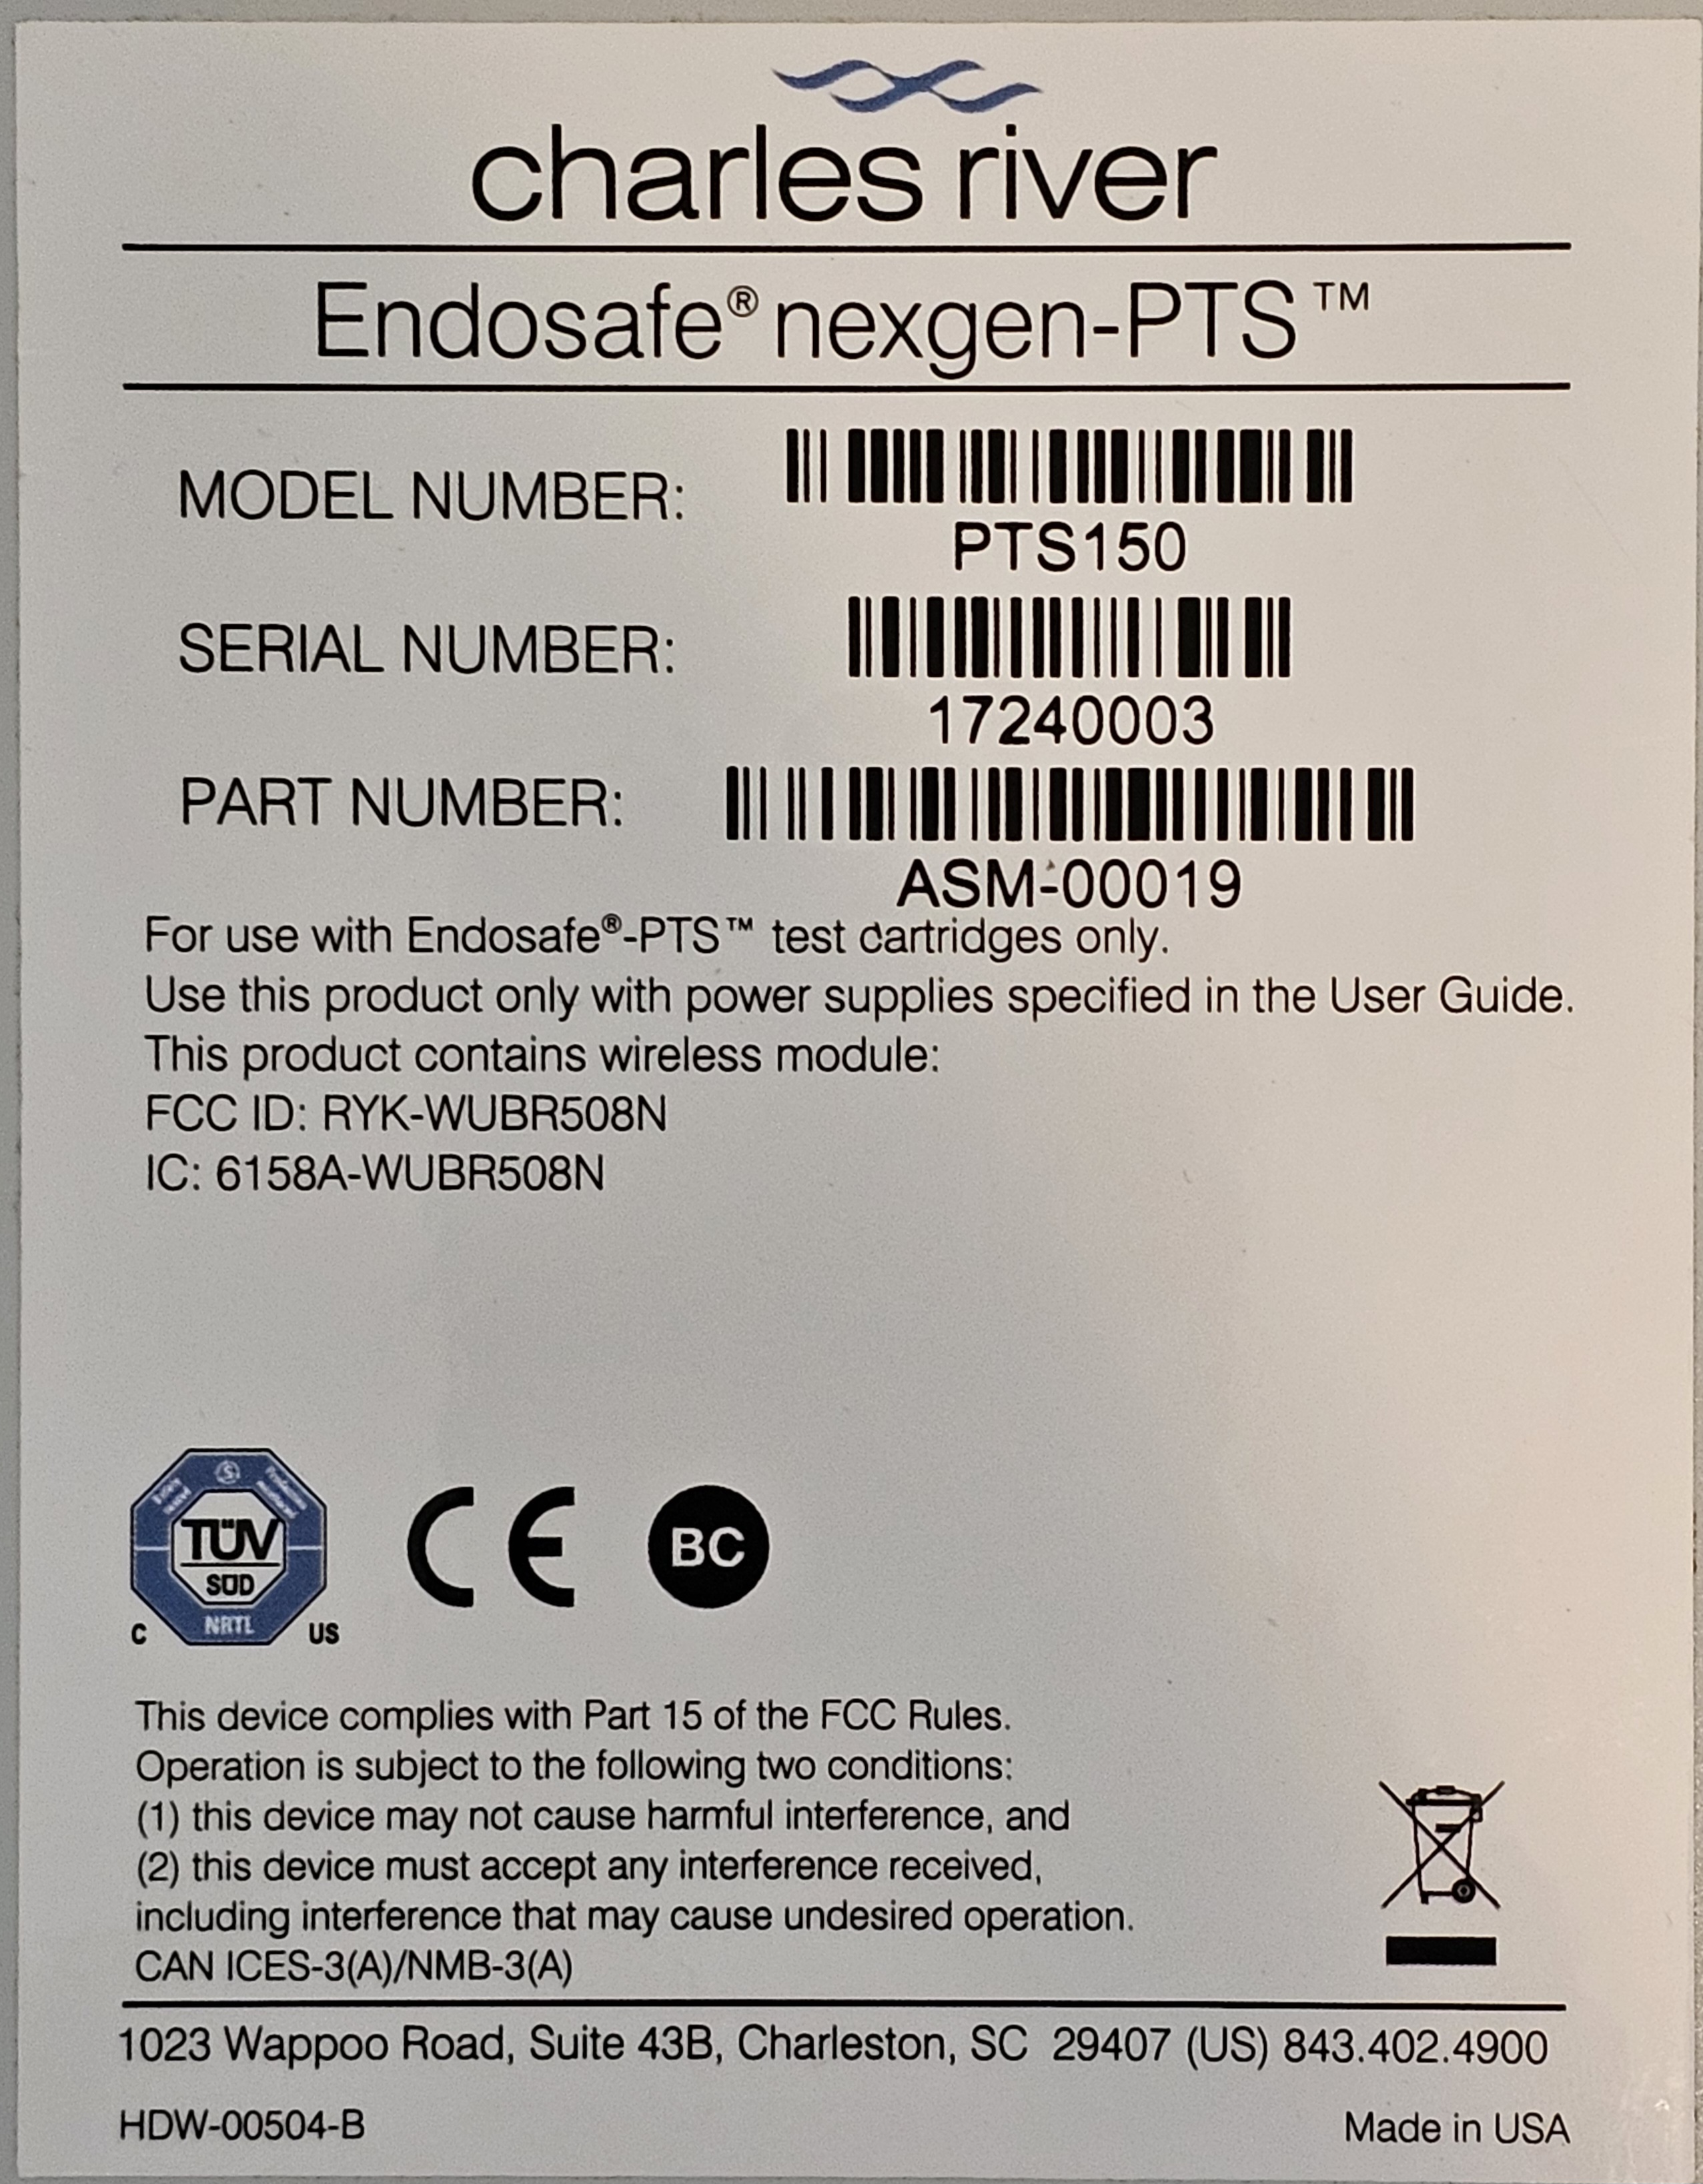 charles river
Endosafe® nexgen-PTS™
MODEL NUMBER:
PTS150
SERIAL NUMBER:
17240003
PART NUMBER:
ASM-00019
For use with Endosafe®-PTS™ test cartridges only.
Use this product only with power supplies specified in the User Guide.
This product contains wireless module:
FCC ID: RYK-WUBR508N
IC: 6158A-WUBR508N
S
TÜV
SÜD
NRTL
C US
CE
BC
This device complies with Part 15 of the FCC Rules.
Operation is subject to the following two conditions:
(1) this device may not cause harmful interference, and
(2) this device must accept any interference received,
including interference that may cause undesired operation.
CAN ICES-3(A)/NMB-3(A)
1023 Wappoo Road, Suite 43B, Charleston, SC 29407 (US) 843.402.4900
HDW-00504-B
Made in USA